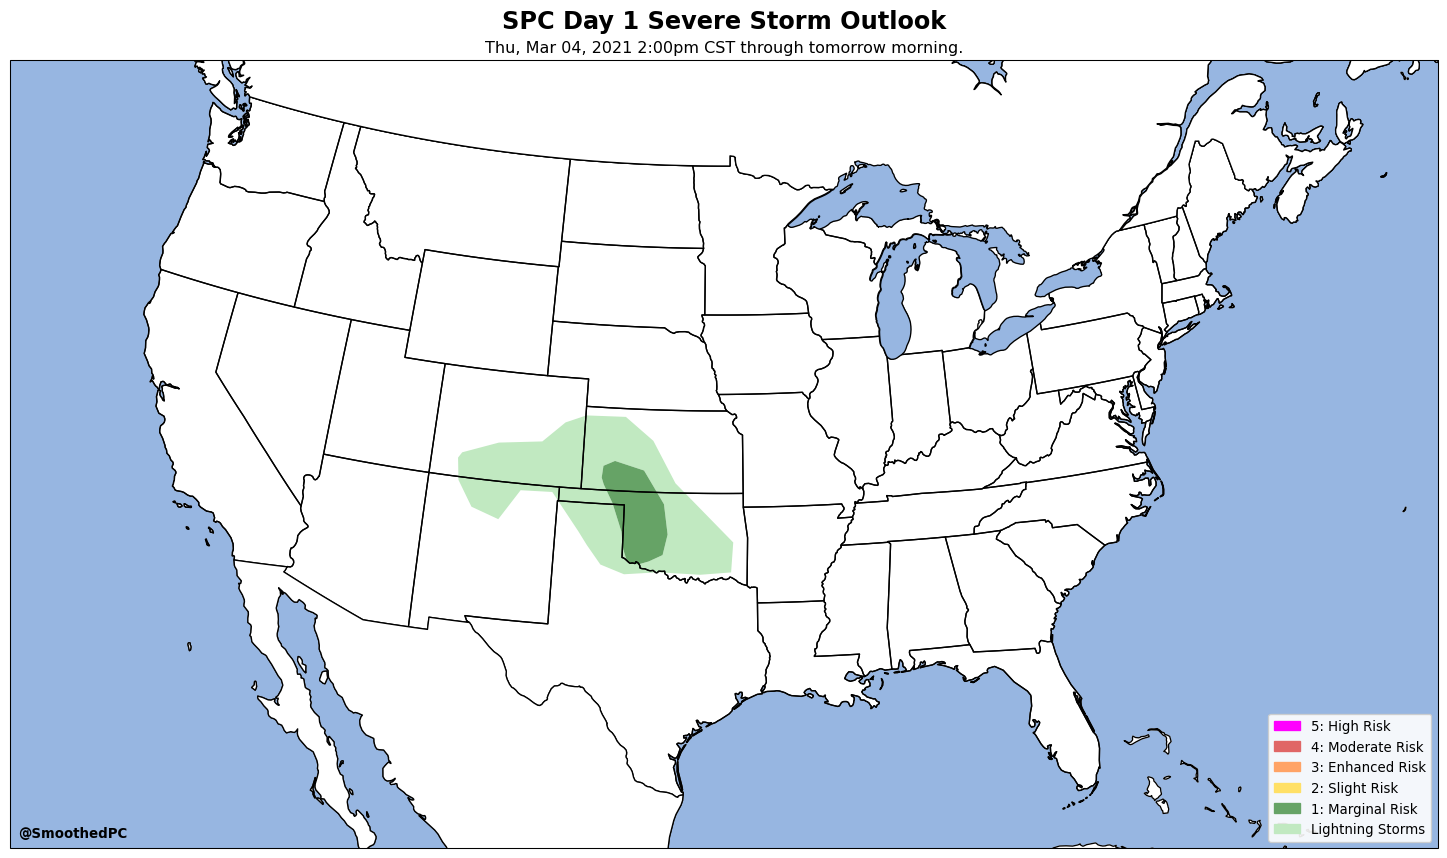 SPC Day 1 Severe Storm Outlook
Thu, Mar 04, 2021 2:00pm CST through tomorrow morning.
5: High Risk
4: Moderate Risk
3: Enhanced Risk
2: Slight Risk
1: Marginal Risk
Lightning Storms
@SmoothedPC